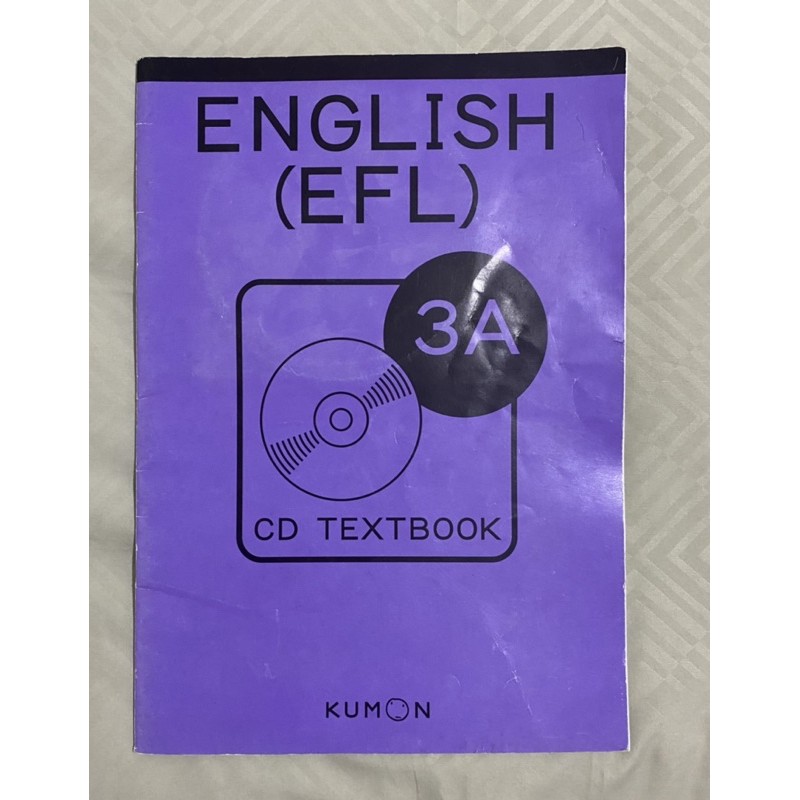 ENGLISH
(EFL)
3A
CD TEXTBOOK
KUMON